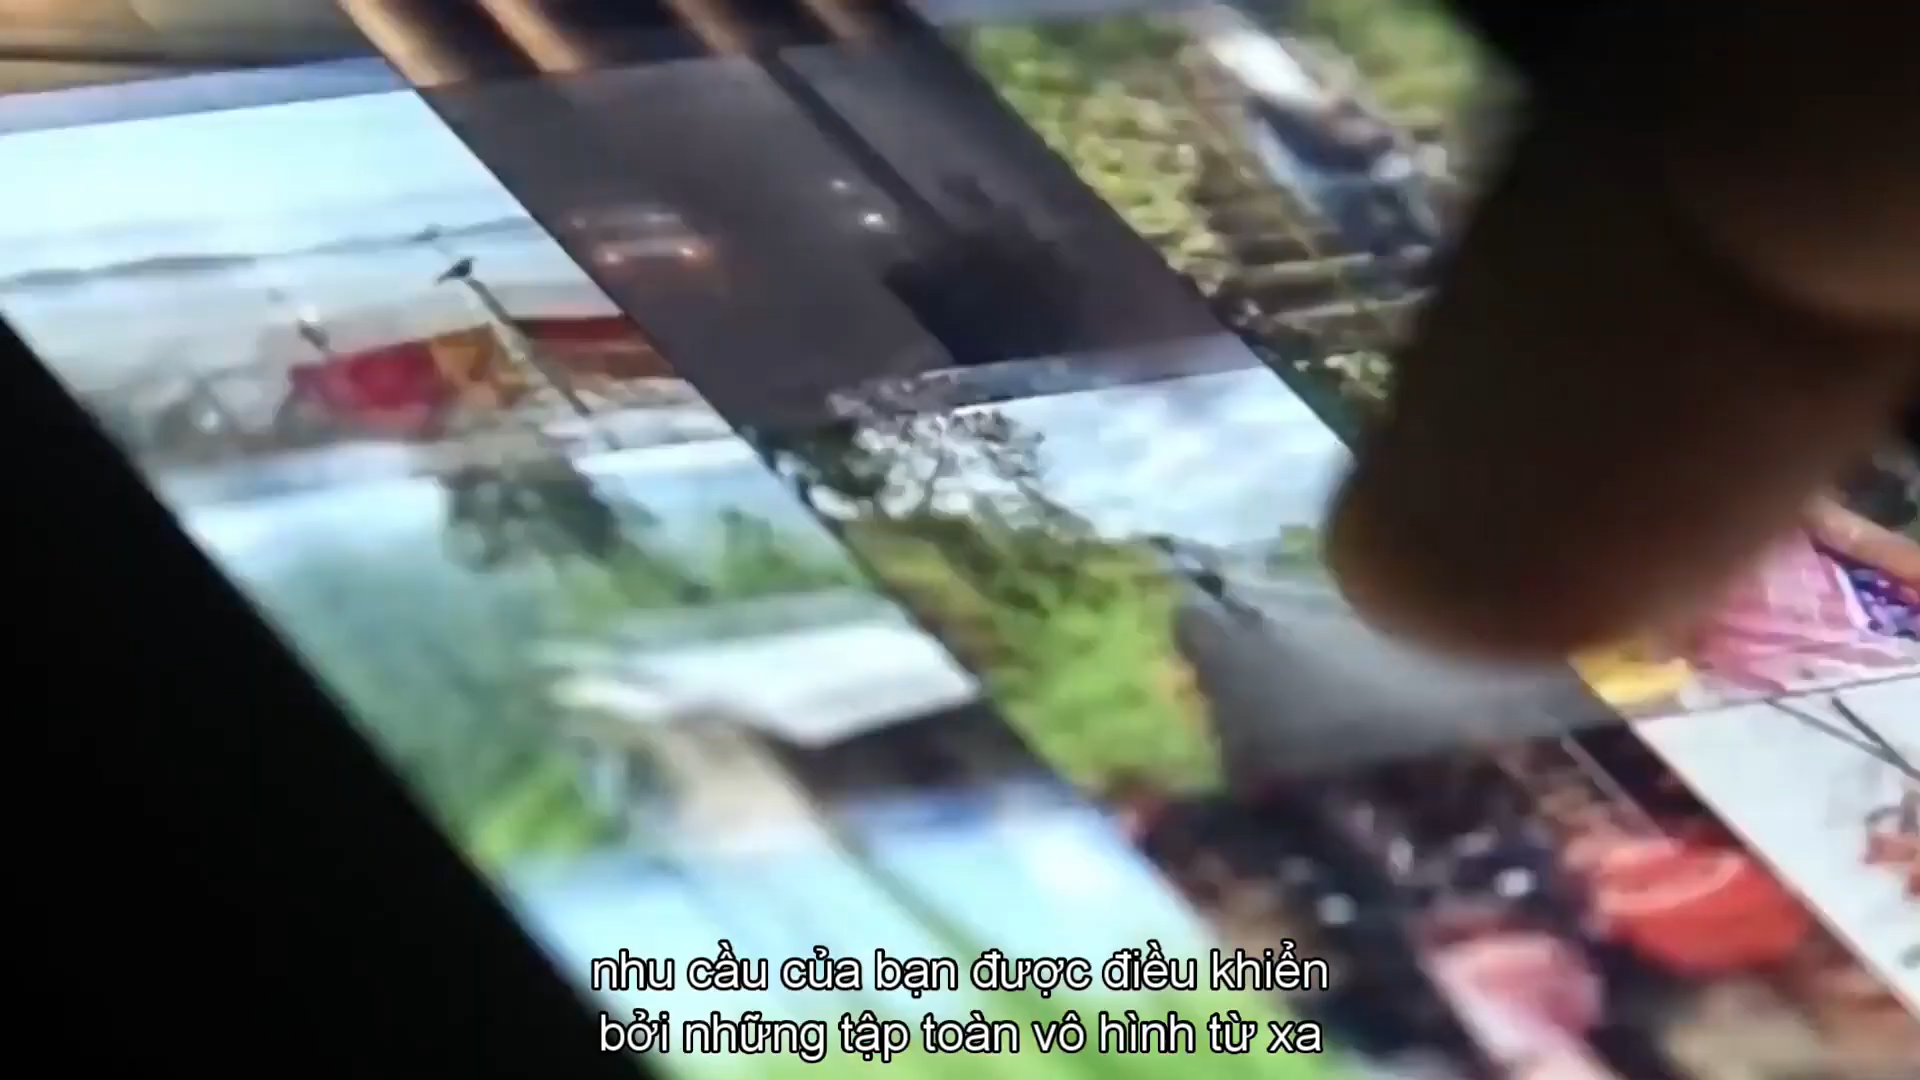 nhu cầu của bạn được điều khiển
bởi những tập toàn vô hình từ xa